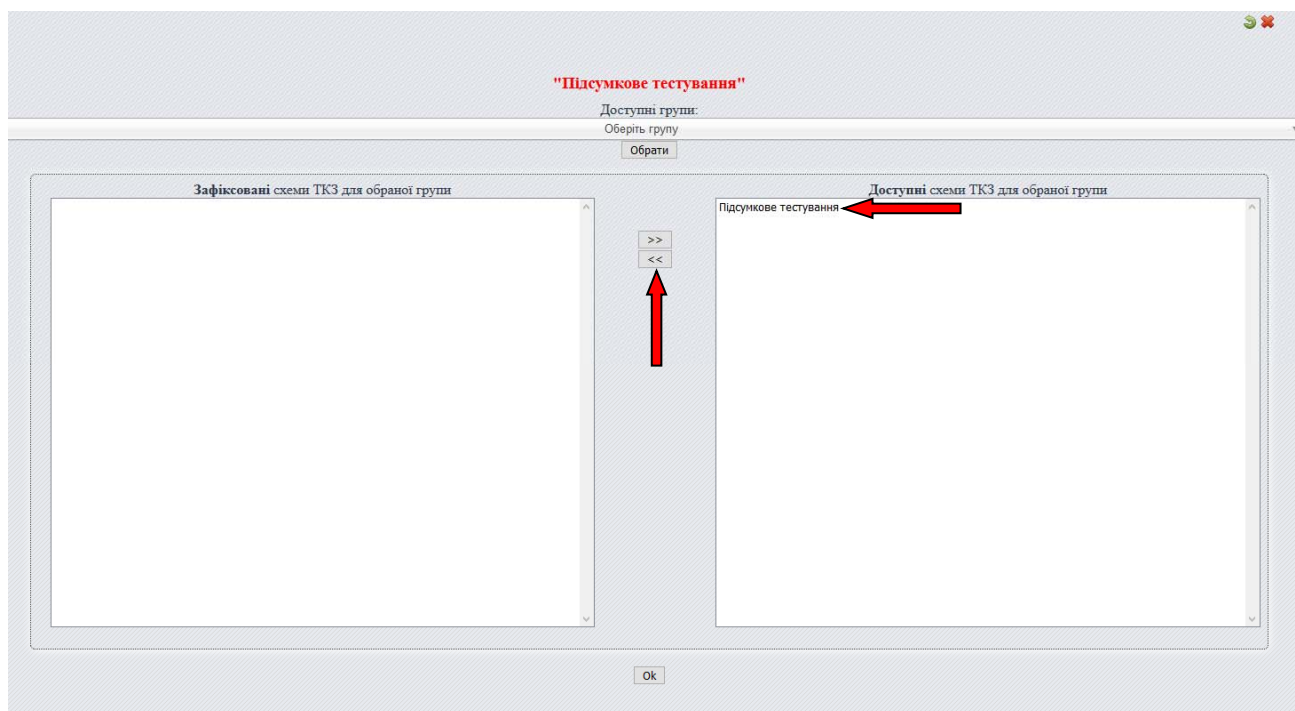 "Підсумкове тестування"
Доступні групи:
Оберіть групу
Обрати
Зафіксовані схеми ТКЗ для обраної групи
Доступні схеми ТКЗ для обраної групи
Підсумкове тестування
>>
<<
Ok